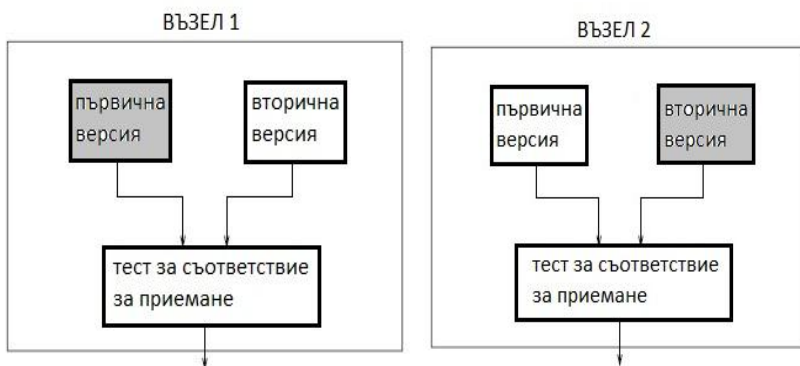 ВЪЗЕЛ 1
първична
версия
вторична
версия
тест за съответствие
за приемане
ВЪЗЕЛ 2
първична
версия
вторична
версия
тест за съответствие
за приемане